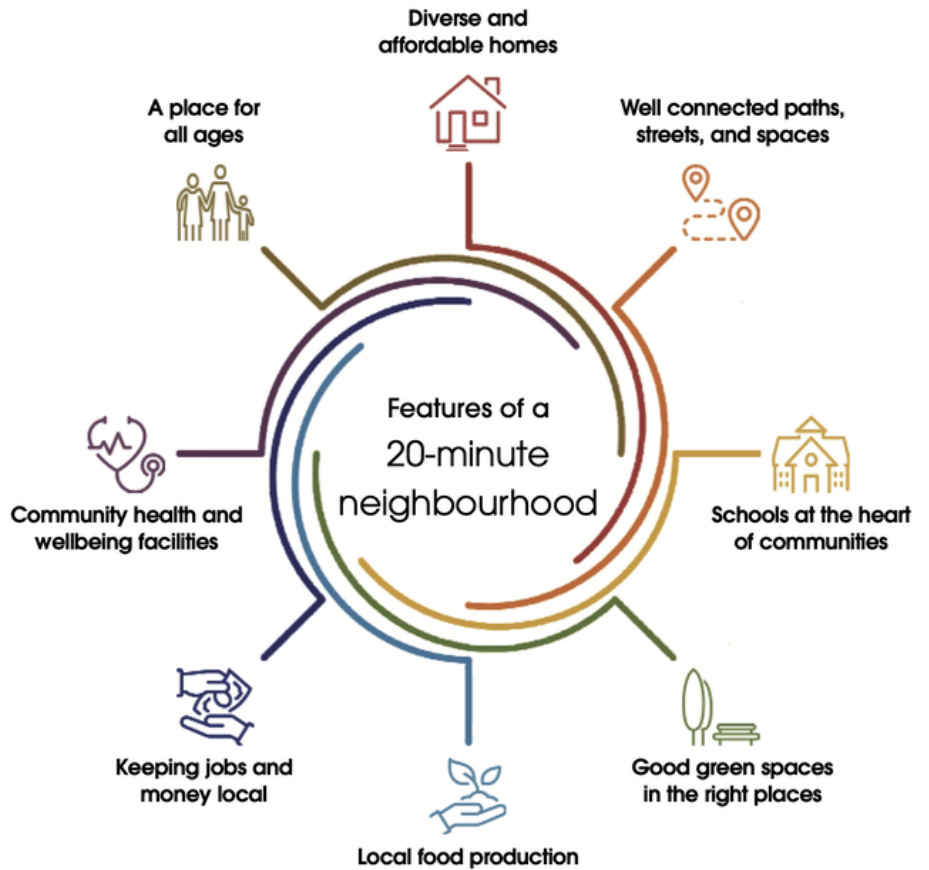 Diverse and
affordable homes
A place for
all ages
Well connected paths,
streets, and spaces
Features of a
20-minute
neighbourhood
Community health and
wellbeing facilities
Schools at the heart
of communities
Keeping jobs and
money local
Good green spaces
in the right places
Local food production